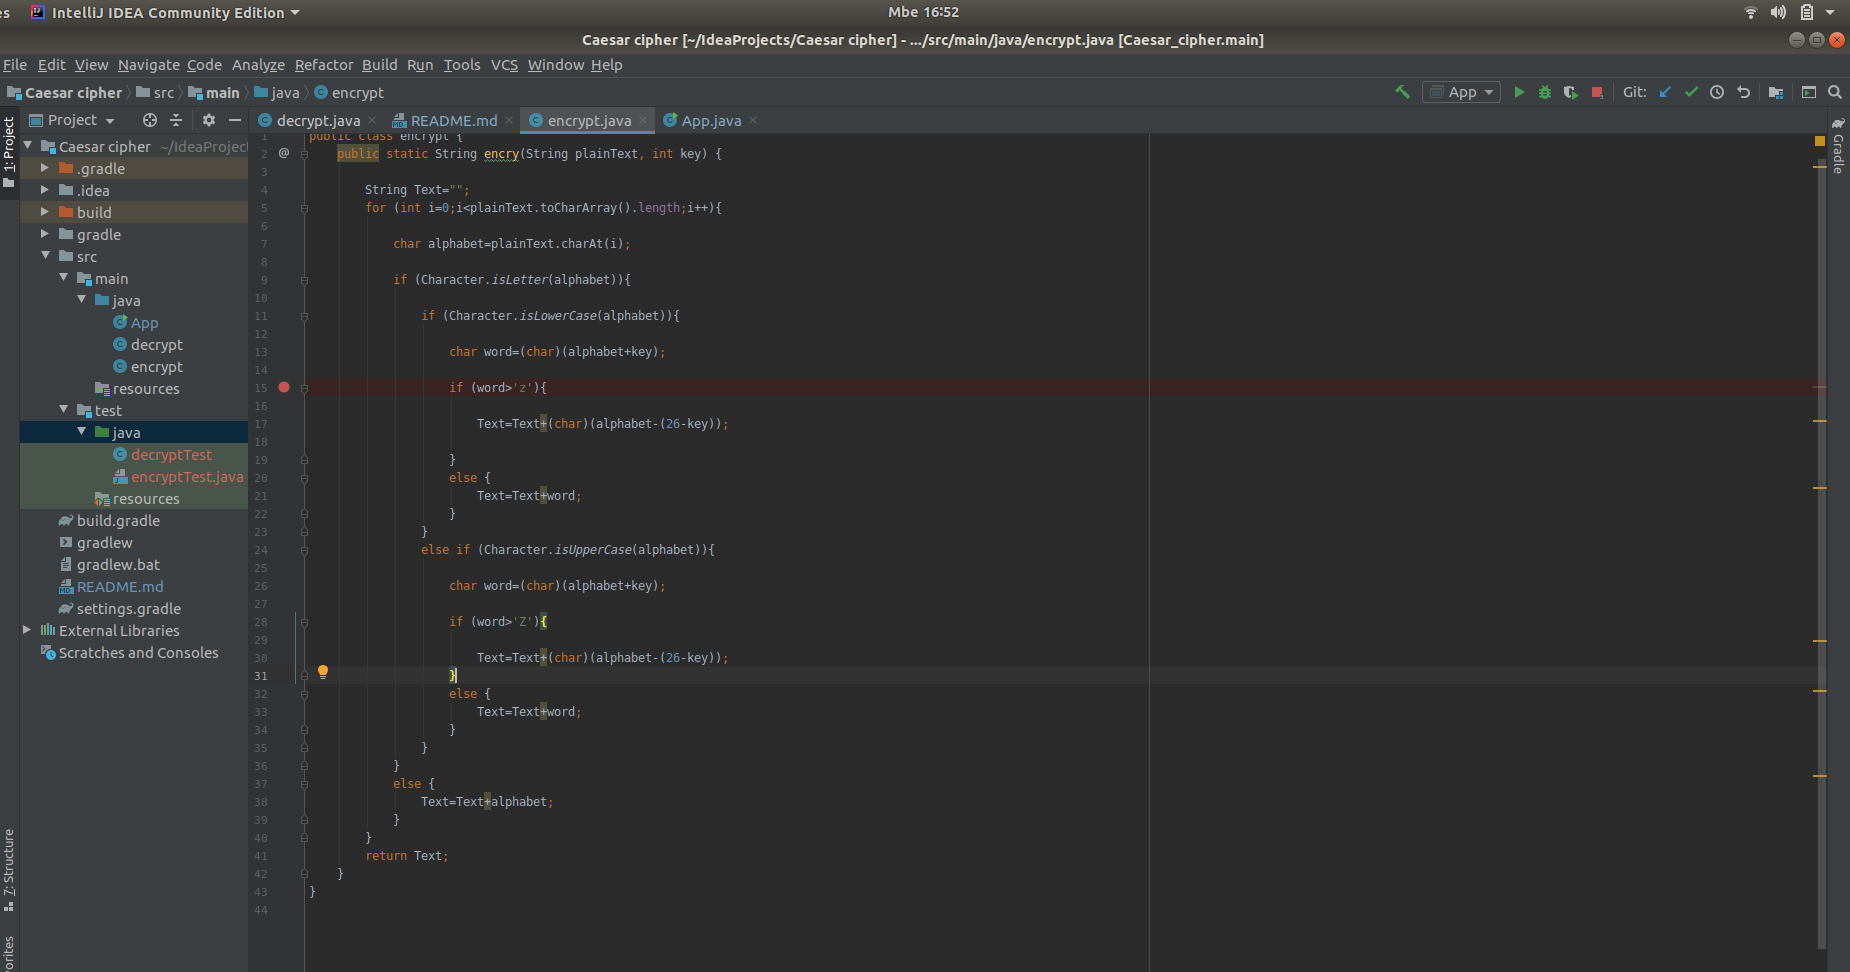 es IntelliJ IDEA Community Edition Mbe 16:52
Caesar cipher [~/IdeaProjects/Caesar cipher] - .../src/main/java/encrypt.java [Caesar_cipher.main]
File Edit View Navigate Code Analyze Refactor Build Run Tools VCS Window Help
Caesar cipher src main java encrypt App Git:
1: Project
Project
decrypt.java README.md encrypt.java App.java
Gradle
Caesar cipher ~/IdeaProjec
.gradle
.idea
build
gradle
src
main
java
App
decrypt
encrypt
resources
test
java
decryptTest
encryptTest.java
resources
build.gradle
gradlew
gradlew.bat
README.md
settings.gradle
External Libraries
Scratches and Consoles
7: Structure
orites
1 public class encrypt {
2 @ public static String encry(String plainText, int key) {
3
4 String Text="";
5 for (int i=0;i<plainText.toCharArray().length;i++){
6
7 char alphabet=plainText.charAt(i);
8
9 if (Character.isLetter(alphabet)){
10
11 if (Character.isLowerCase(alphabet)){
12
13 char word=(char)(alphabet+key);
14
15 if (word>'z'){
16
17 Text=Text+(char)(alphabet-(26-key));
18
19 }
20 else {
21 Text=Text+word;
22 }
23 }
24 else if (Character.isUpperCase(alphabet)){
25
26 char word=(char)(alphabet+key);
27
28 if (word>'Z'){
29
30 Text=Text+(char)(alphabet-(26-key));
31 }
32 else {
33 Text=Text+word;
34 }
35 }
36 }
37 else {
38 Text=Text+alphabet;
39 }
40 }
41 return Text;
42 }
43 }
44